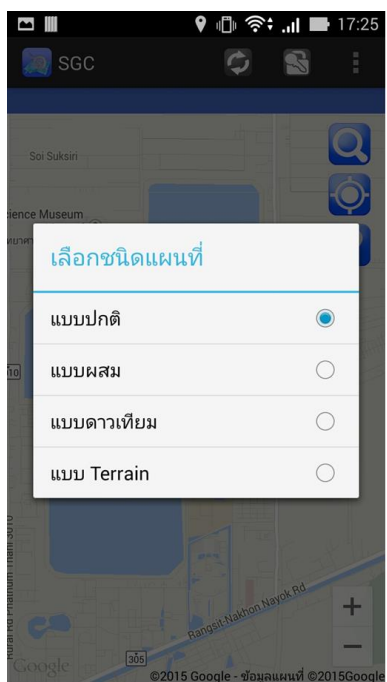 17:25
SGC
Soi Suksiri
ience Museum
เลือกชนิดแผนที่
แบบปกติ
แบบผสม
แบบดาวเทียม
แบบ Terrain
Rangsit-Nakhon Nayok Rd
305
Google
©2015 Google - ข้อมูลแผนที่ ©2015Google